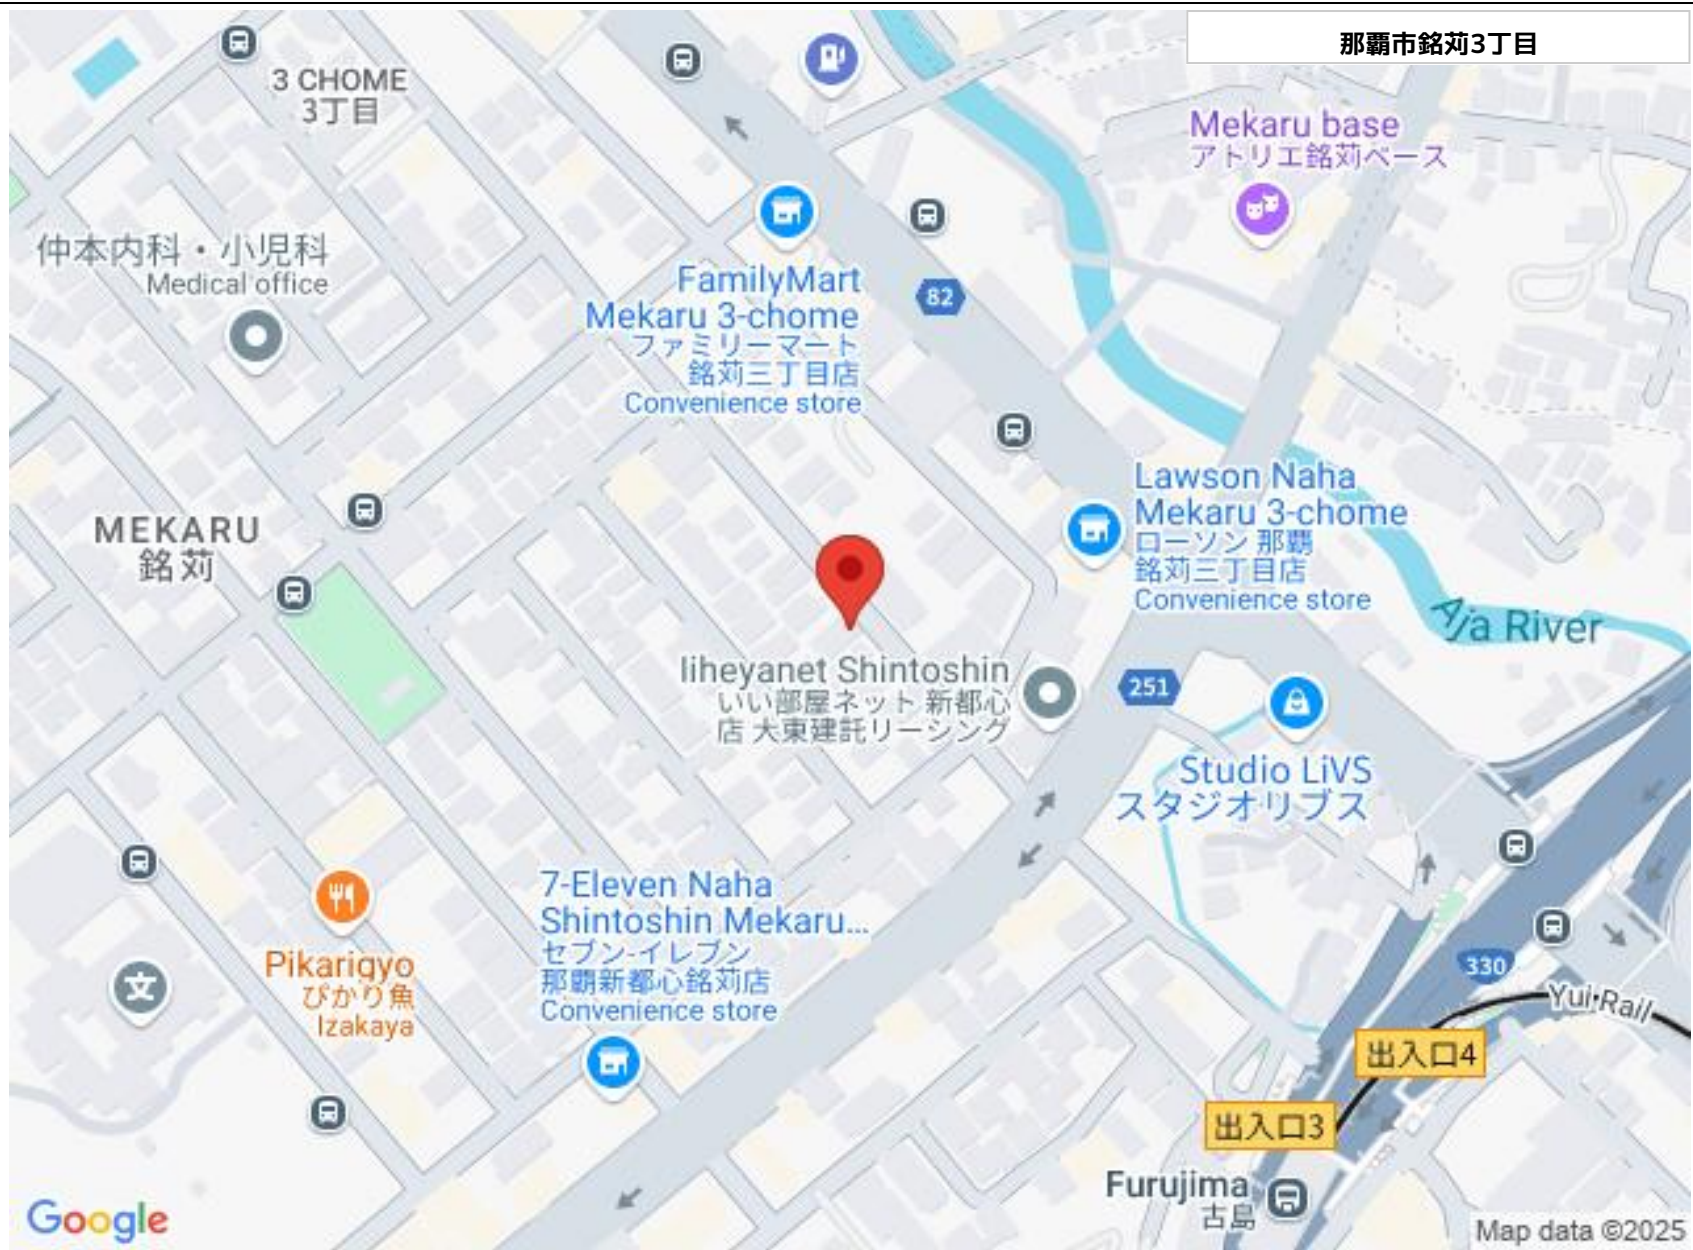 那覇市銘苅3丁目
3 CHOME
3丁目
Mekaru base
アトリエ銘苅ベース
仲本内科・小児科
Medical office
FamilyMart
Mekaru 3-chome
ファミリーマート
銘苅三丁目店
Convenience store
82
Lawson Naha
Mekaru 3-chome
ローソン 那覇
銘苅三丁目店
Convenience store
MEKARU
銘苅
Aja River
Iiheyanet Shintoshin
いい部屋ネット 新都心
店 大東建託リーシング
251
Studio LiVS
スタジオリブス
7-Eleven Naha
Shintoshin Mekaru...
セブン-イレブン
那覇新都心銘苅店
Convenience store
Pikarigyo
ぴかり魚
Izakaya
文
330
Yui Rail
出入口4
出入口3
Furujima
古島
Google
Map data ©2025